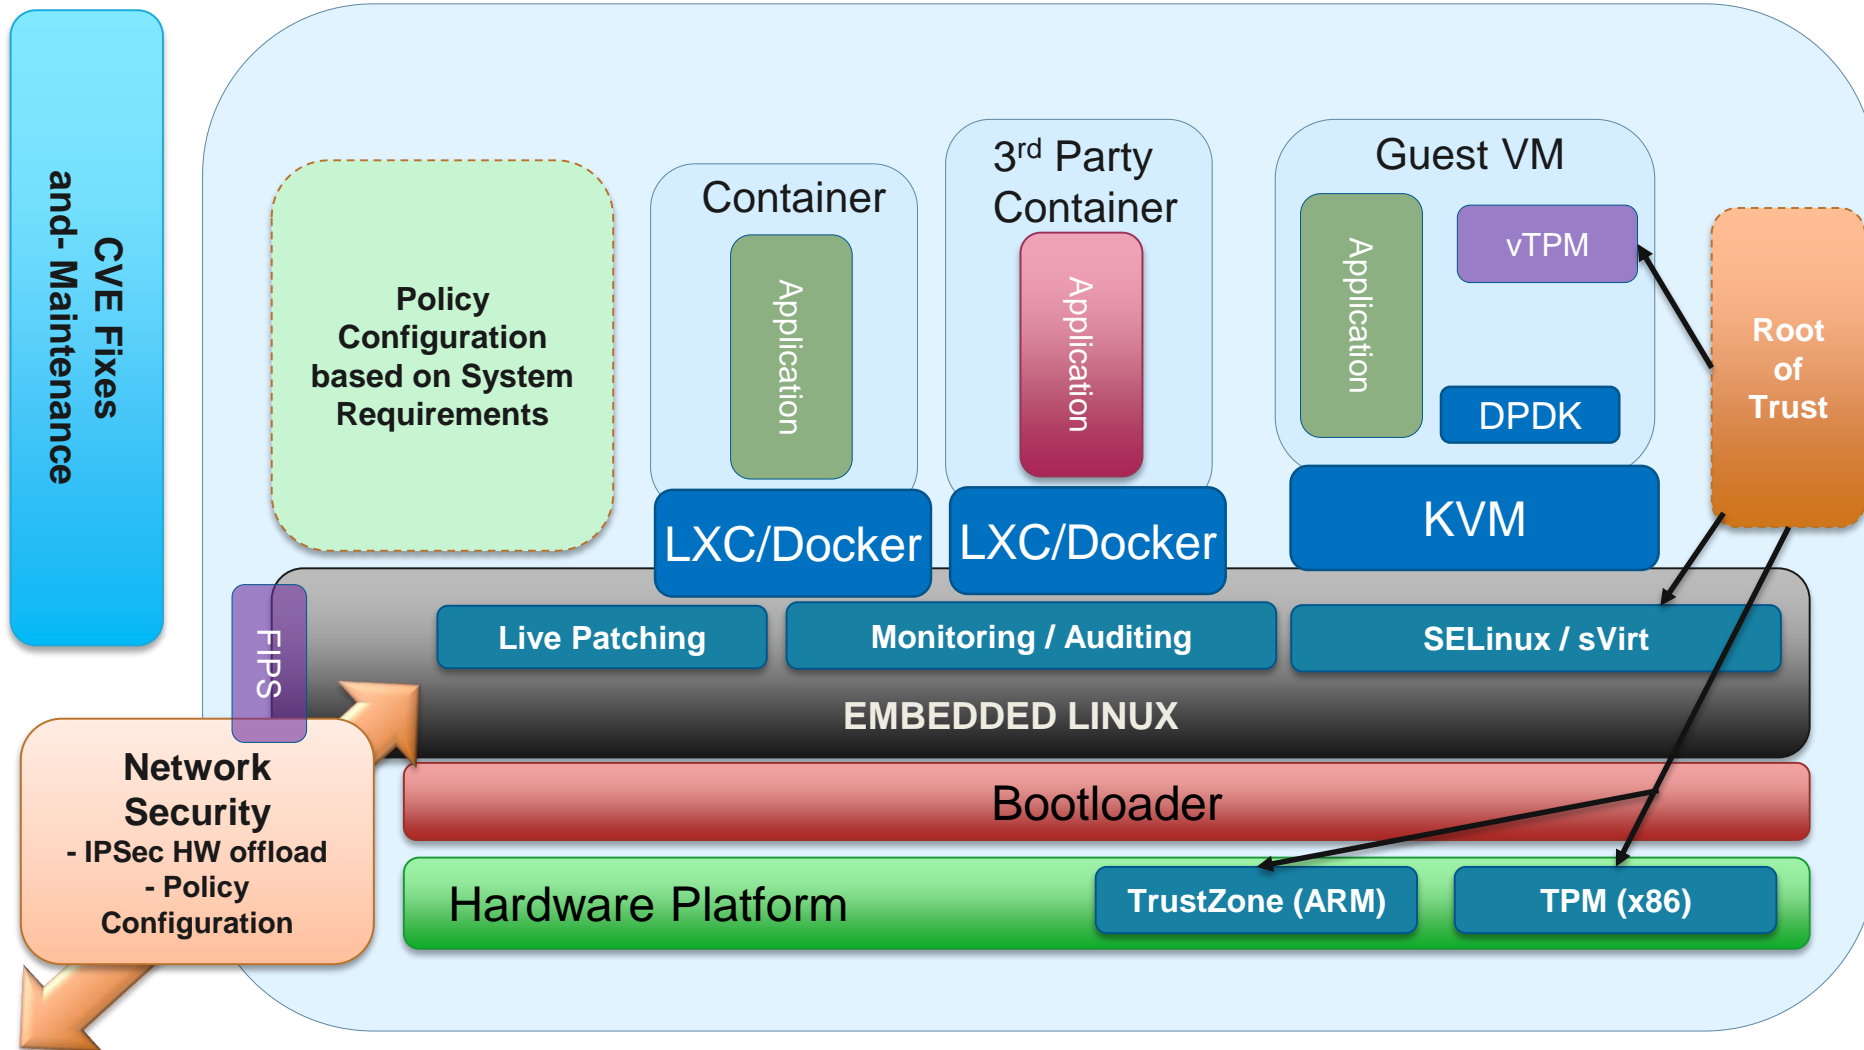 CVE Fixes
and- Maintenance
Policy
Configuration
based on System
Requirements
Container
Application
LXC/Docker
3rd Party
Container
Application
LXC/Docker
Guest VM
Application
vTPM
DPDK
KVM
Root
of
Trust
FIPS
Live Patching
Monitoring / Auditing
SELinux / sVirt
EMBEDDED LINUX
Network
Security
- IPSec HW offload
- Policy
Configuration
Bootloader
Hardware Platform
TrustZone (ARM)
TPM (x86)